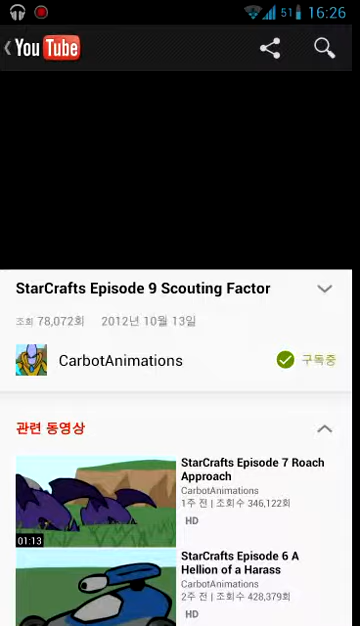 51 16:26
YouTube
StarCrafts Episode 9 Scouting Factor
조회 78,072회 2012년 10월 13일
CarbotAnimations 구독중
관련 동영상
StarCrafts Episode 7 Roach
Approach
CarbotAnimations
1주 전 | 조회수 346,122회
HD
01:13
StarCrafts Episode 6 A
Hellion of a Harass
CarbotAnimations
2주 전 | 조회수 428,379회
HD